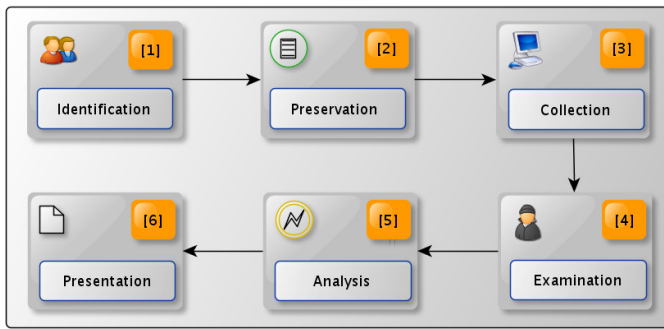 [1]
Identification
[2]
Preservation
[3]
Collection
[4]
Examination
[5]
Analysis
[6]
Presentation